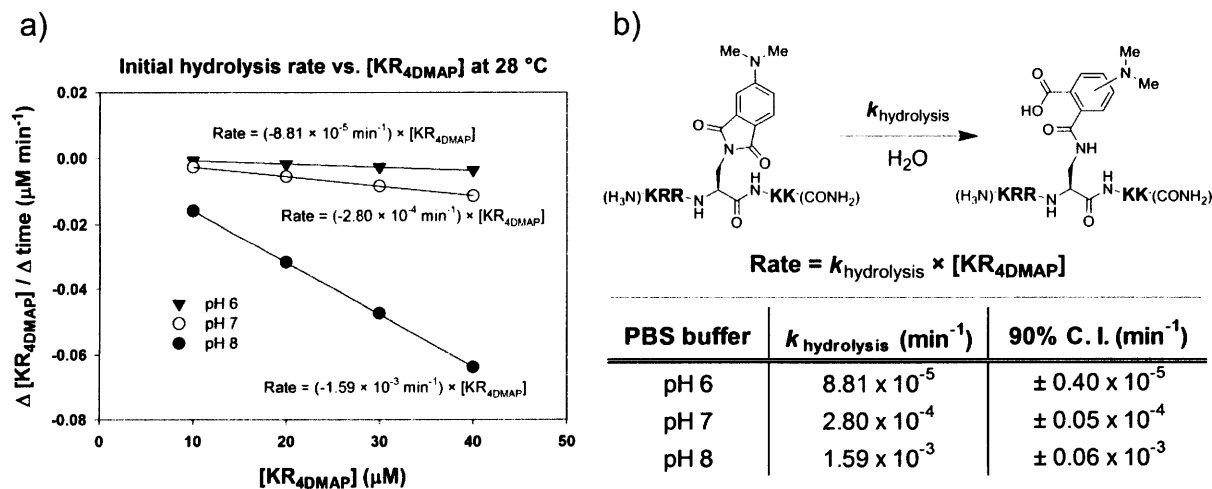 a)
Initial hydrolysis rate vs. [KR4DMAP] at 28 °C
Δ [KR4DMAP] / Δ time (μM min⁻¹)
0.02
0.00
-0.02
-0.04
-0.06
-0.08
Rate = (-8.81 × 10⁻⁵ min⁻¹) × [KR4DMAP]
Rate = (-2.80 × 10⁻⁴ min⁻¹) × [KR4DMAP]
pH 6
pH 7
pH 8
Rate = (-1.59 × 10⁻³ min⁻¹) × [KR4DMAP]
0 10 20 30 40 50
[KR4DMAP] (μM)
b)
Me N Me
O N O
(H₃N) KRR N H O H N KK (CONH₂)
k hydrolysis
H₂O
O HO N Me Me
O NH
(H₃N) KRR N H O H N KK (CONH₂)
Rate = k hydrolysis × [KR4DMAP]
PBS buffer k hydrolysis (min⁻¹) 90% C. I. (min⁻¹)
pH 6 8.81 x 10⁻⁵ ± 0.40 x 10⁻⁵
pH 7 2.80 x 10⁻⁴ ± 0.05 x 10⁻⁴
pH 8 1.59 x 10⁻³ ± 0.06 x 10⁻³